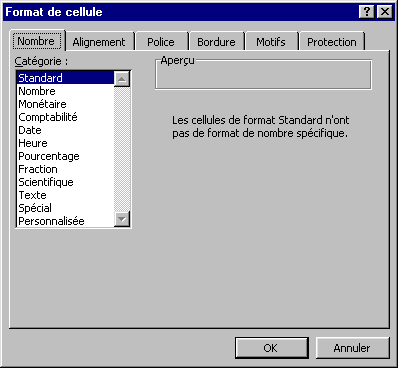 Format de cellule
Nombre Alignement Police Bordure Motifs Protection
Catégorie :
Standard
Nombre
Monétaire
Comptabilité
Date
Heure
Pourcentage
Fraction
Scientifique
Texte
Spécial
Personnalisée
Aperçu
Les cellules de format Standard n'ont
pas de format de nombre spécifique.
OK Annuler